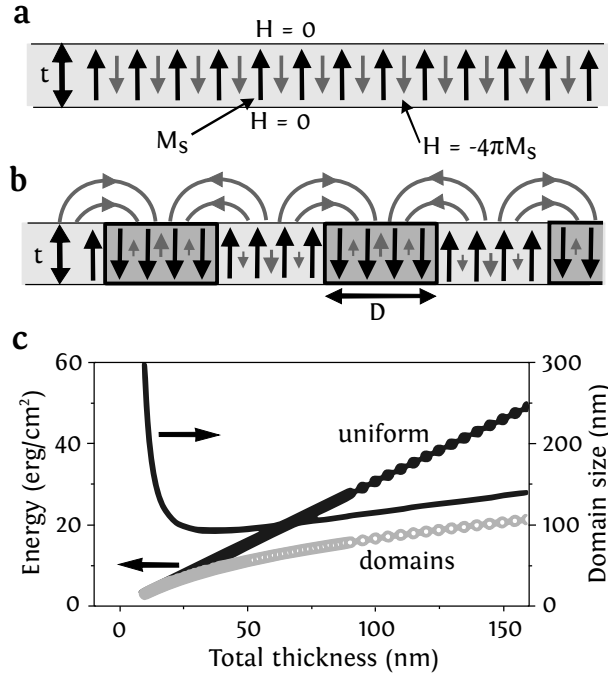 a
H = 0
t
H = 0
Mₛ
H = -4πMₛ
b
t
D
c
60
300
Energy (erg/cm²)
Domain size (nm)
uniform
40
200
20
100
domains
0
0
0
50
100
150
Total thickness (nm)